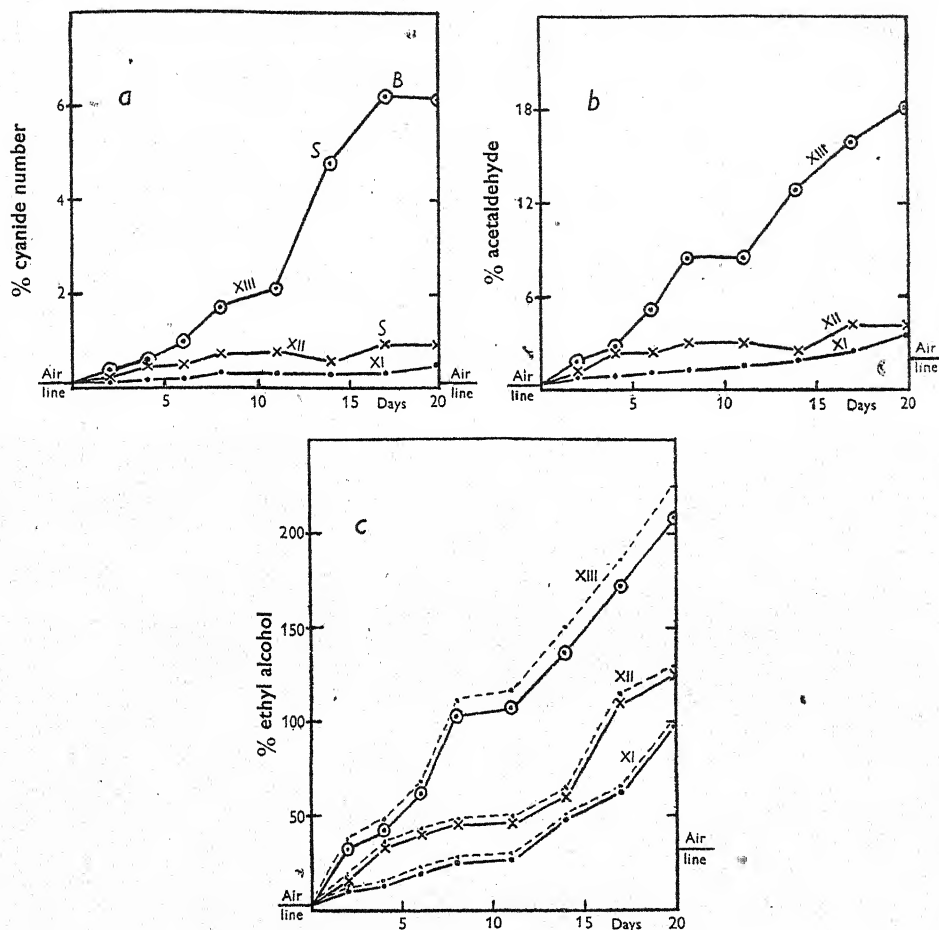 a
B
6
S
% cyanide number
4
XIII
2
XII
S
XI
Air
line
5
10
15
Days
20
Air
line
b
18
XIII
% acetaldehyde
12
6
XII
XI
Air
line
5
10
15
Days
20
Air
line
c
200
XIII
150
% ethyl alcohol
XII
100
XI
50
Air
line
5
10
15
Days
20
Air
line